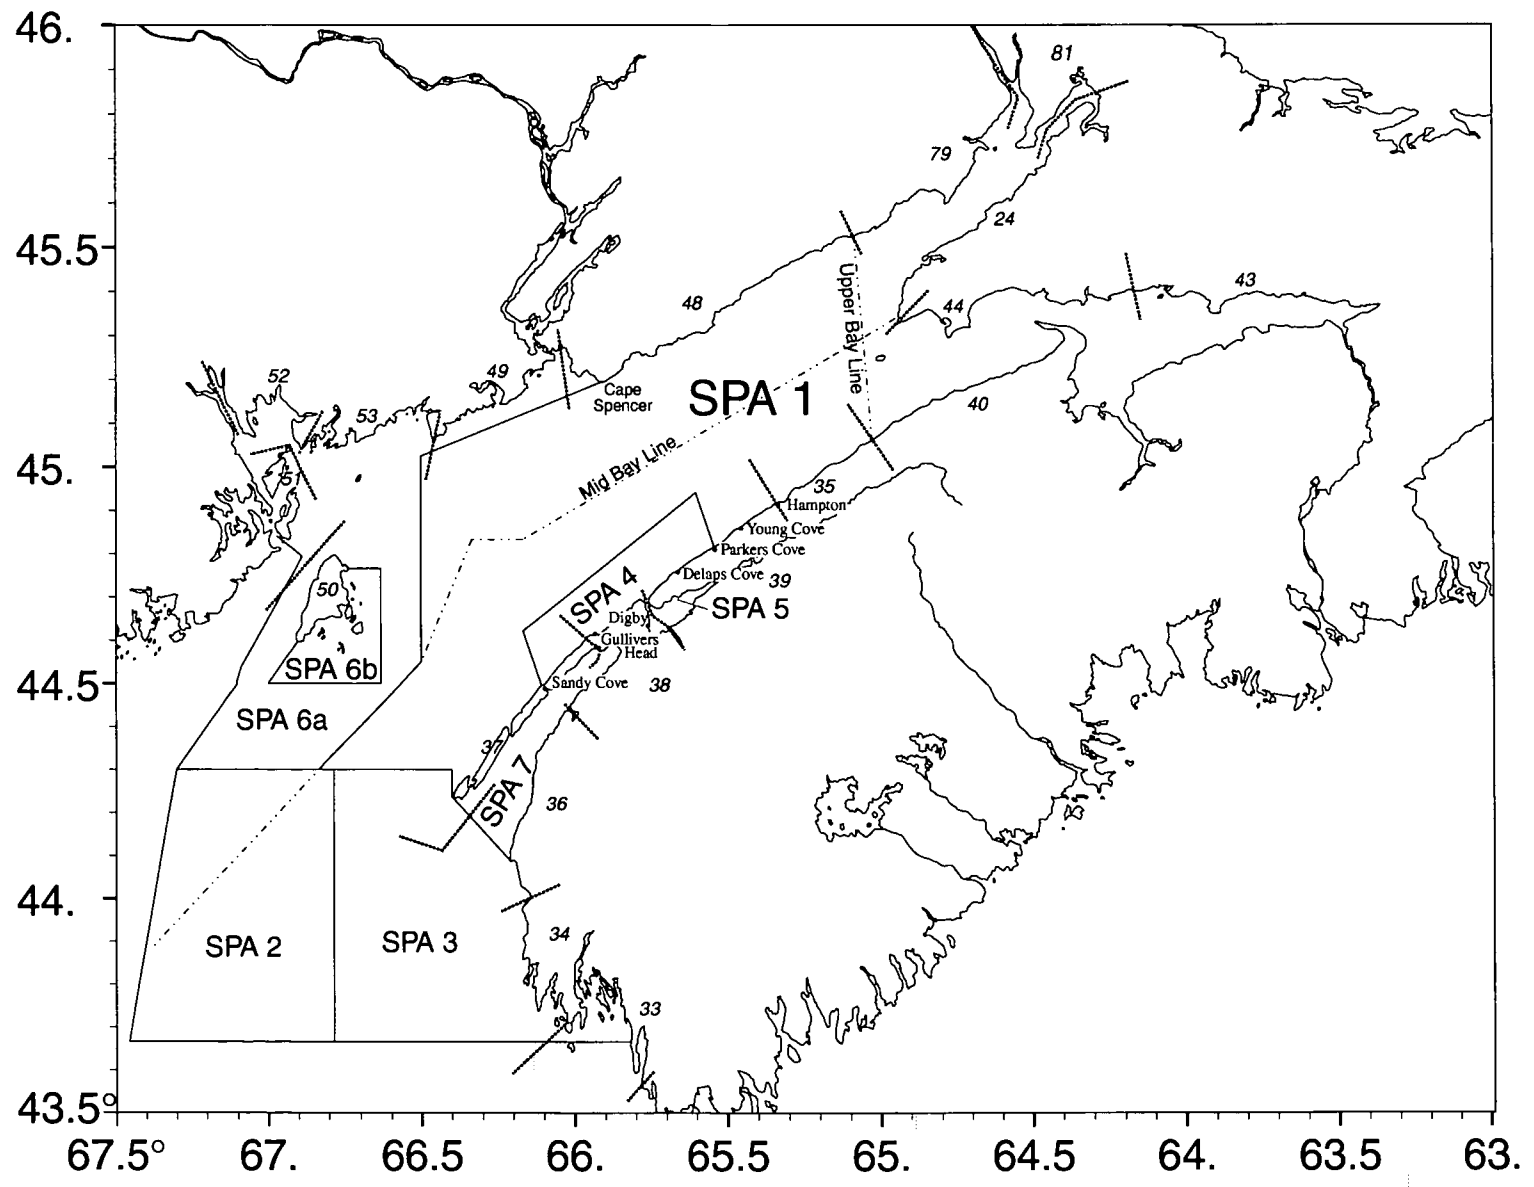 46.
81
79
24
45.5
Upper Bay Line
43
48
44
52
49
SPA 1
Cape
Spencer
53
40
Mid Bay Line
45.
51
35
Hampton
Young Cove
Parkers Cove
Delaps Cove
39
50
SPA 4
SPA 5
Digby
Gullivers
Head
SPA 6b
Sandy Cove
38
44.5
SPA 6a
37
SPA 7
36
44.
34
SPA 2
SPA 3
33
43.5°
67.5° 67. 66.5 66. 65.5 65. 64.5 64. 63.5 63.